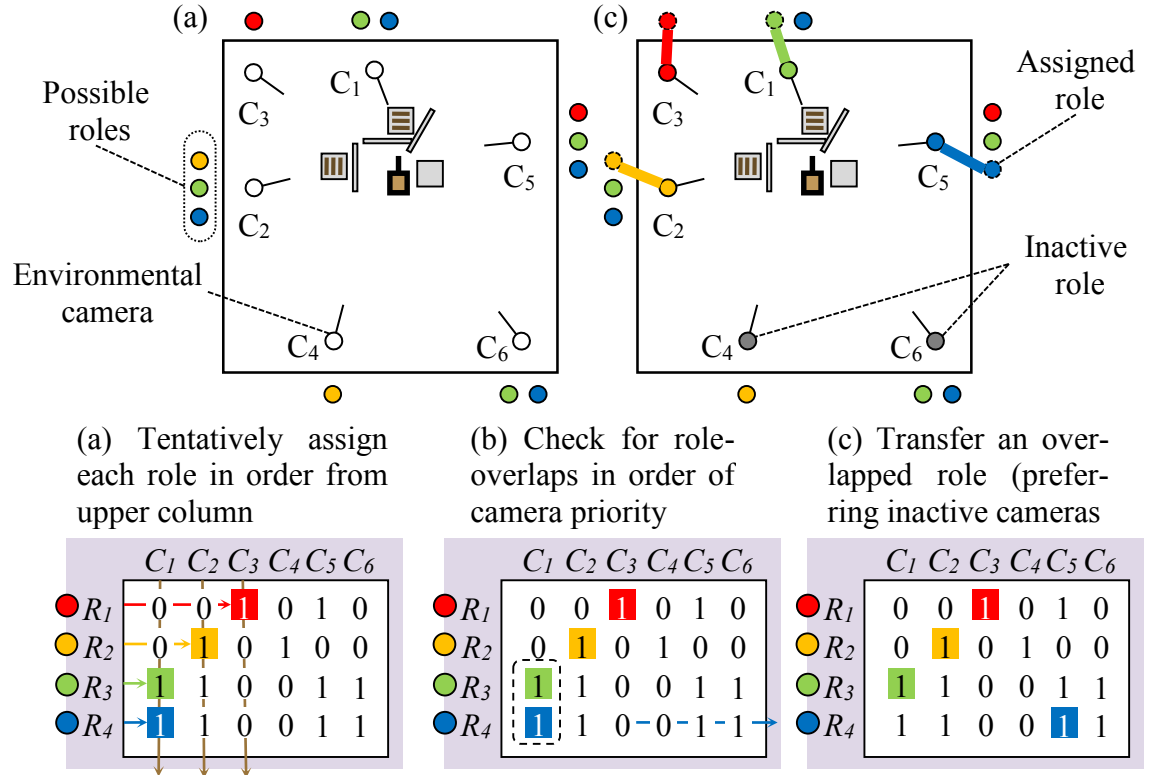 (a)
(c)
Possible
roles
Environmental
camera
Assigned
role
Inactive
role
C3
C1
C5
C2
C4
C6
C3
C1
C5
C2
C4
C6
(a) Tentatively assign
each role in order from
upper column
(b) Check for role-
overlaps in order of
camera priority
(c) Transfer an over-
lapped role (prefer-
ring inactive cameras
C1 C2 C3 C4 C5 C6
R1 0 0 1 0 1 0
R2 0 1 0 1 0 0
R3 1 1 0 0 1 1
R4 1 1 0 0 1 1
C1 C2 C3 C4 C5 C6
R1 0 0 1 0 1 0
R2 0 1 0 1 0 0
R3 1 1 0 0 1 1
R4 1 1 0 0 1 1
C1 C2 C3 C4 C5 C6
R1 0 0 1 0 1 0
R2 0 1 0 1 0 0
R3 1 1 0 0 1 1
R4 1 1 0 0 1 1